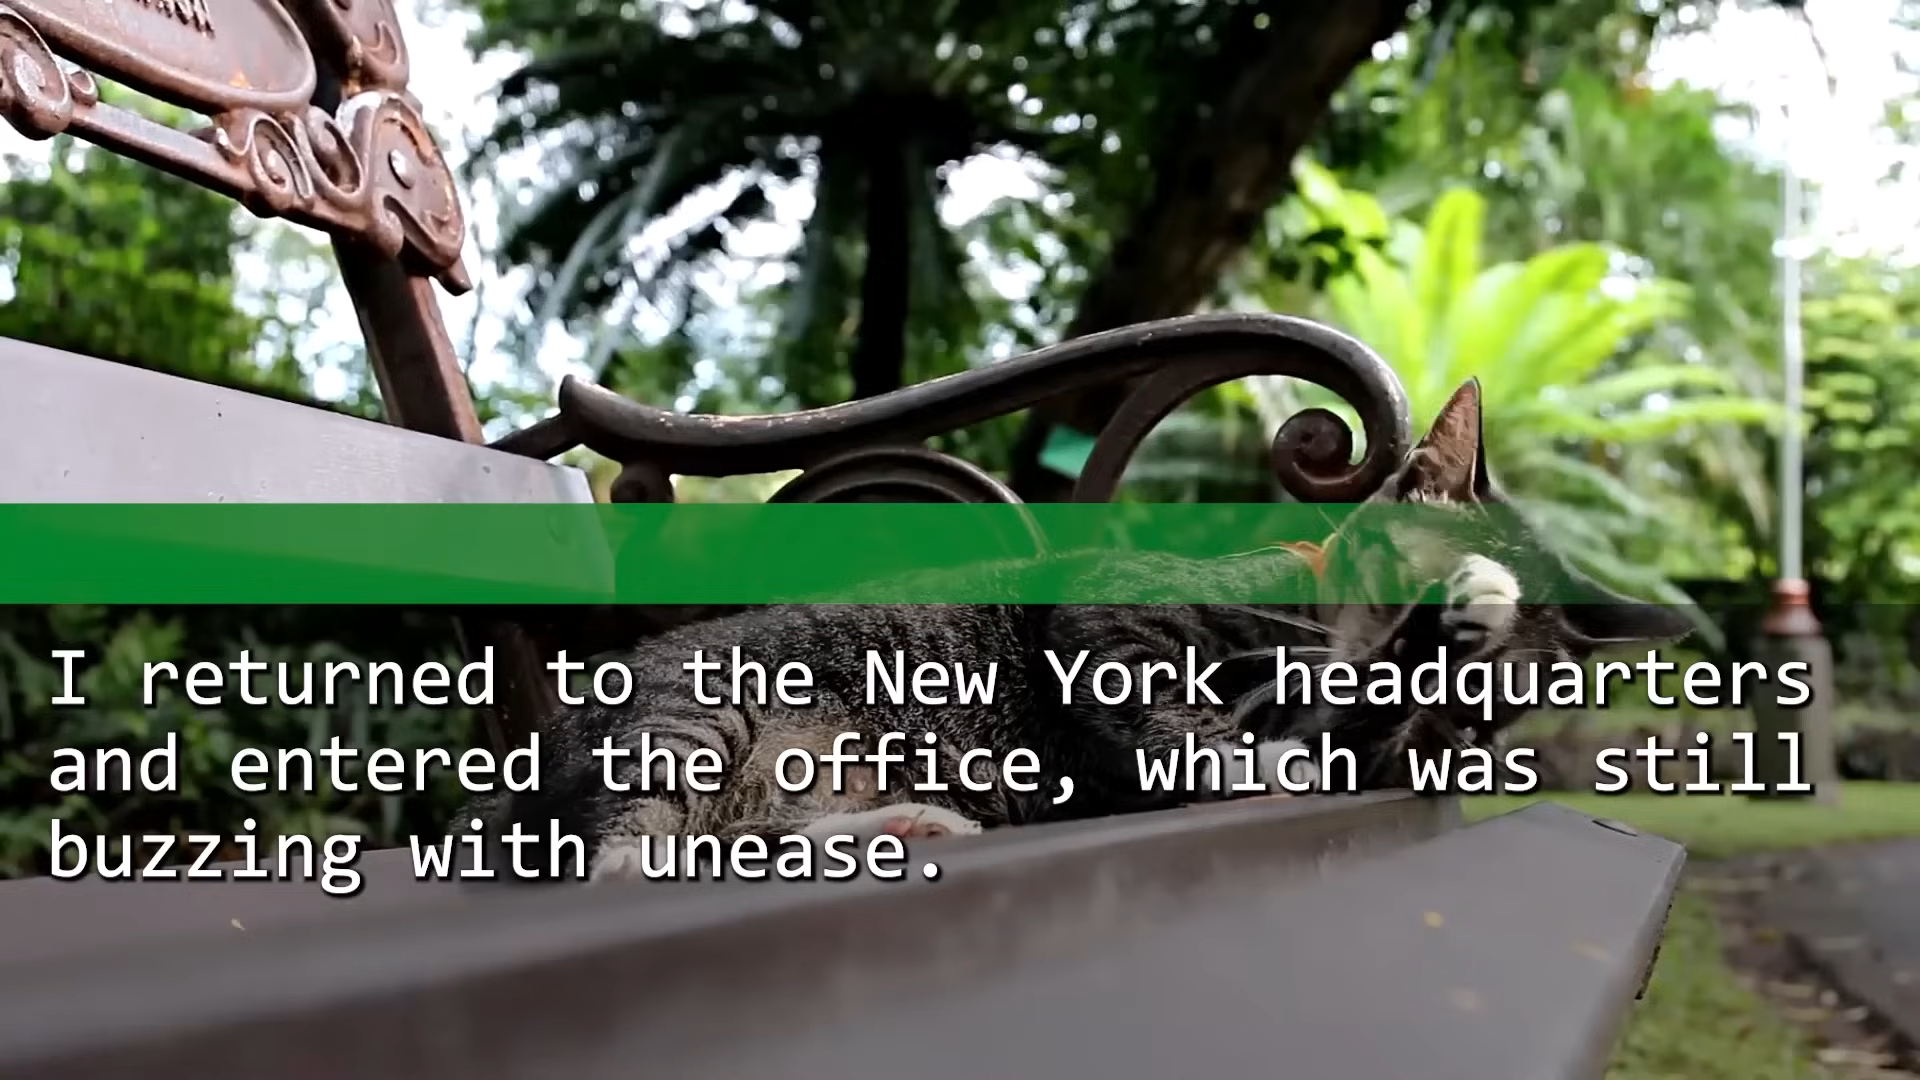 I returned to the New York headquarters
and entered the office, which was still
buzzing with unease.